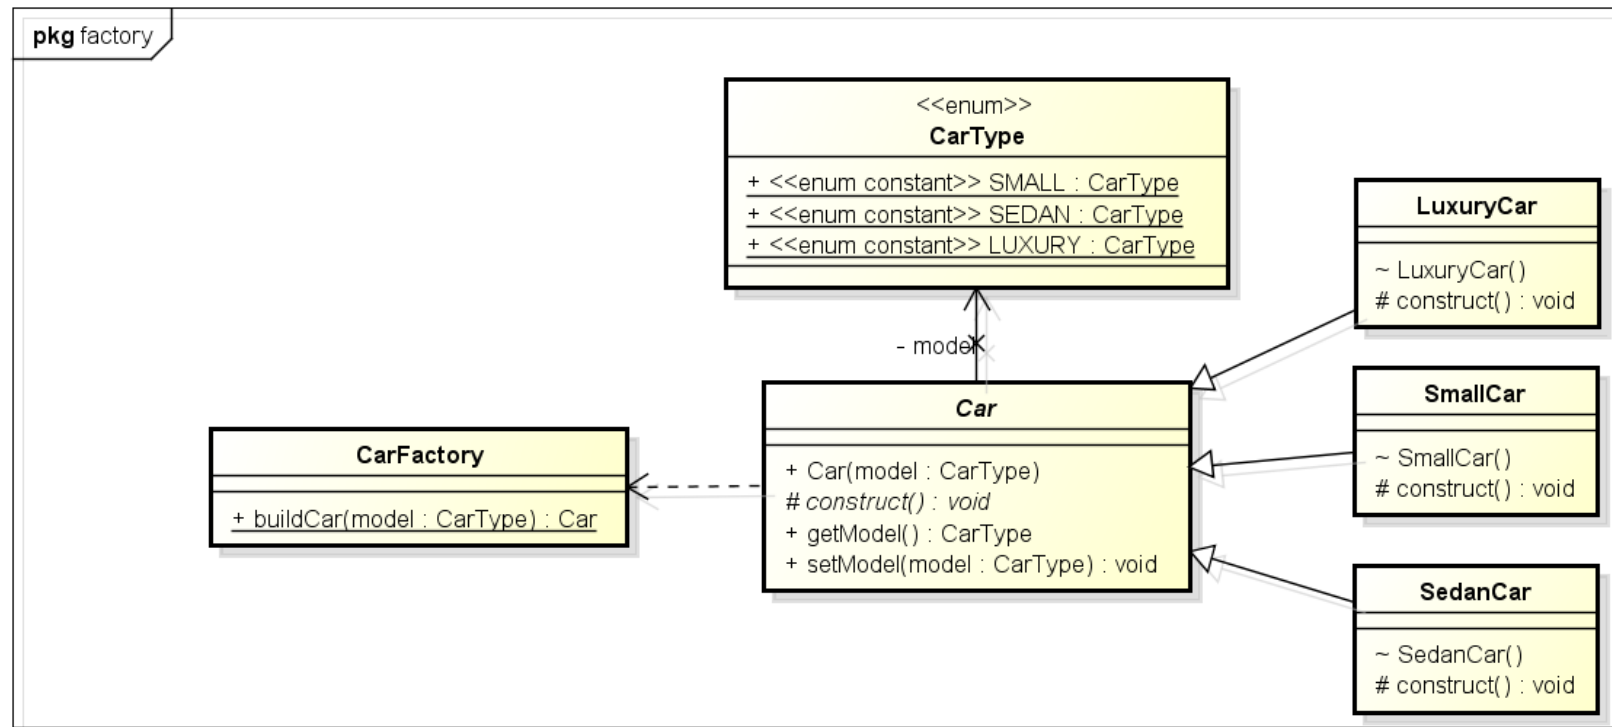 pkg factory
<<enum>>
CarType
+ <<enum constant>> SMALL : CarType
+ <<enum constant>> SEDAN : CarType
+ <<enum constant>> LUXURY : CarType
- model
Car
+ Car(model : CarType)
# construct() : void
+ getModel() : CarType
+ setModel(model : CarType) : void
CarFactory
+ buildCar(model : CarType) : Car
LuxuryCar
~ LuxuryCar()
# construct() : void
SmallCar
~ SmallCar()
# construct() : void
SedanCar
~ SedanCar()
# construct() : void